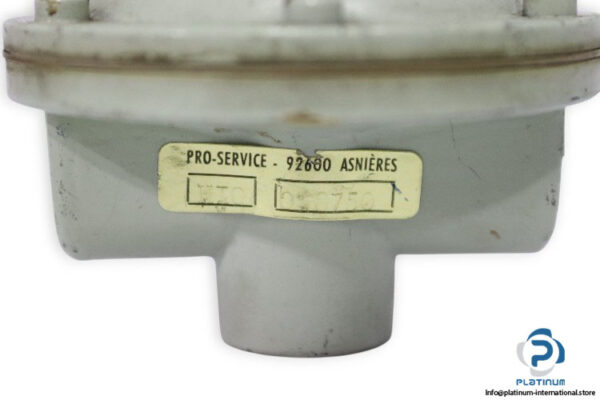 PRO-SERVICE - 92600 ASNIÈRES
PLATINUM
Info@platinum-international.store